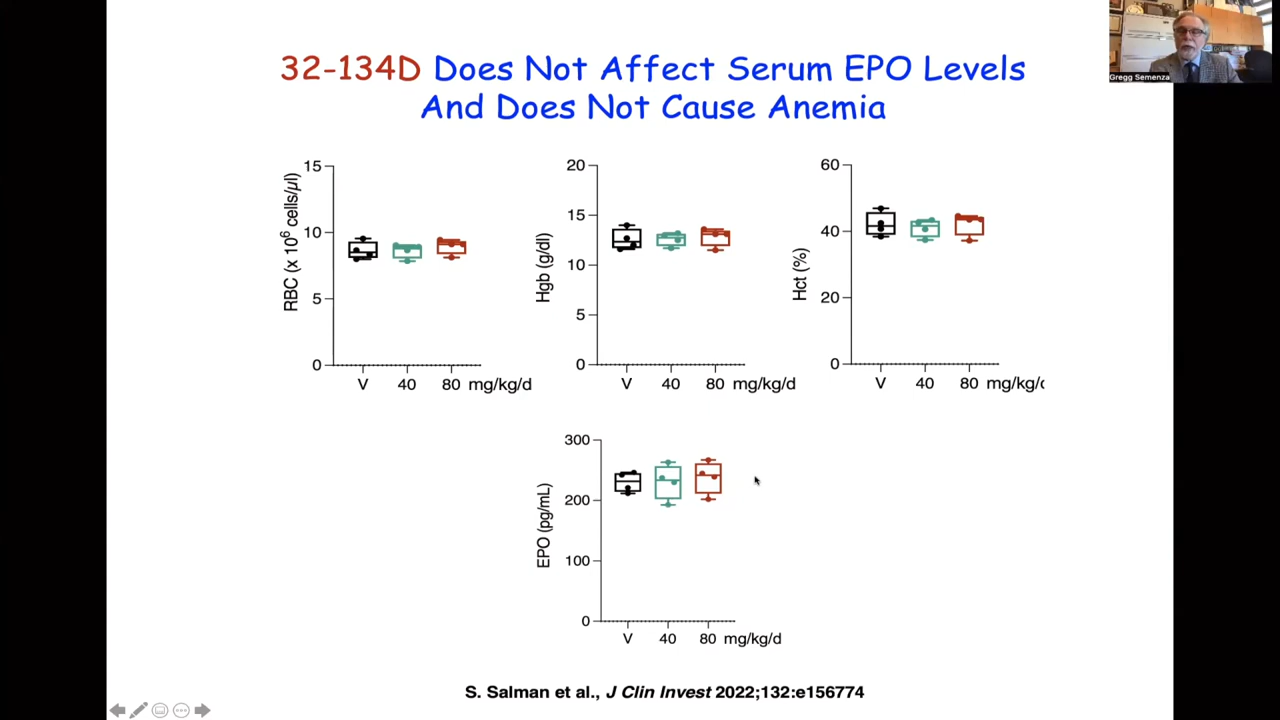 Gregg Semenza
32-134D Does Not Affect Serum EPO Levels
And Does Not Cause Anemia
RBC (x 10⁶ cells/µl)
15
10
5
0
V 40 80 mg/kg/d
Hgb (g/dl)
20
15
10
5
0
V 40 80 mg/kg/d
Hct (%)
60
40
20
0
V 40 80 mg/kg/
EPO (pg/mL)
300
200
100
0
V 40 80 mg/kg/d
S. Salman et al., J Clin Invest 2022;132:e156774